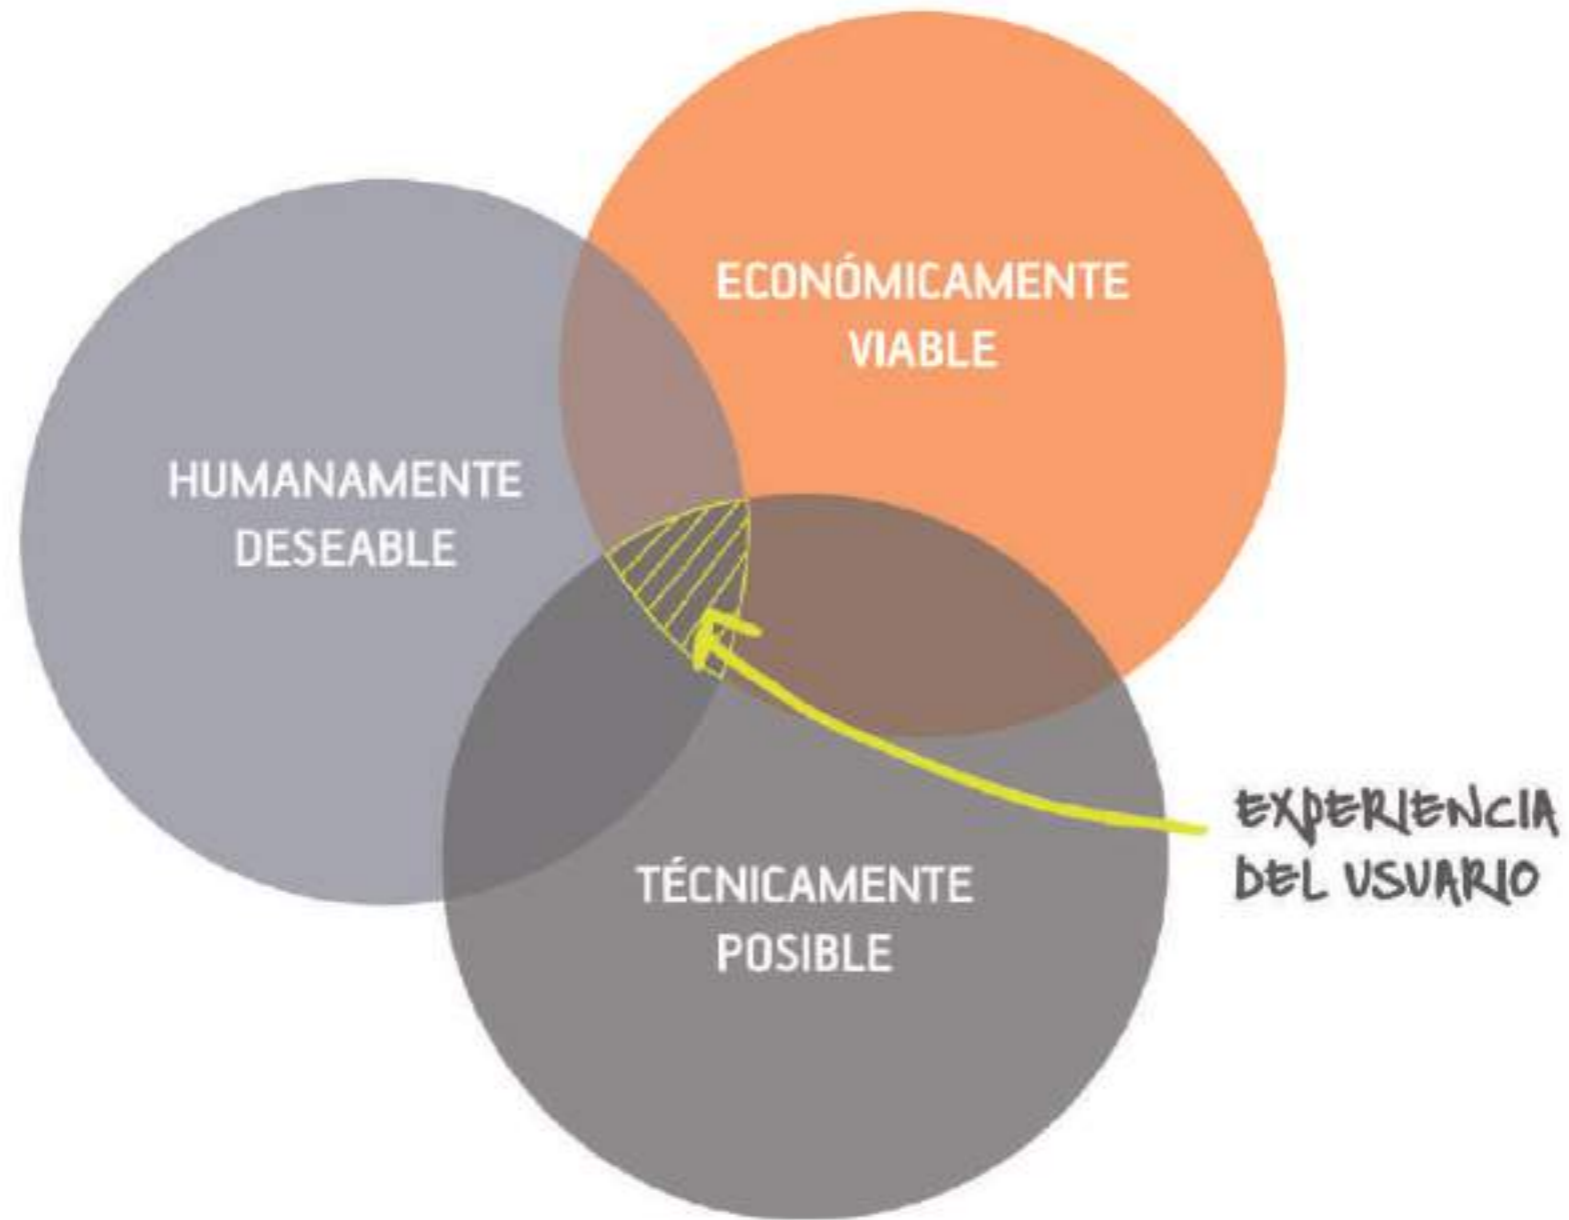 ECONÓMICAMENTE
VIABLE
HUMANAMENTE
DESEABLE
TÉCNICAMENTE
POSIBLE
EXPERIENCIA
DEL USUARIO